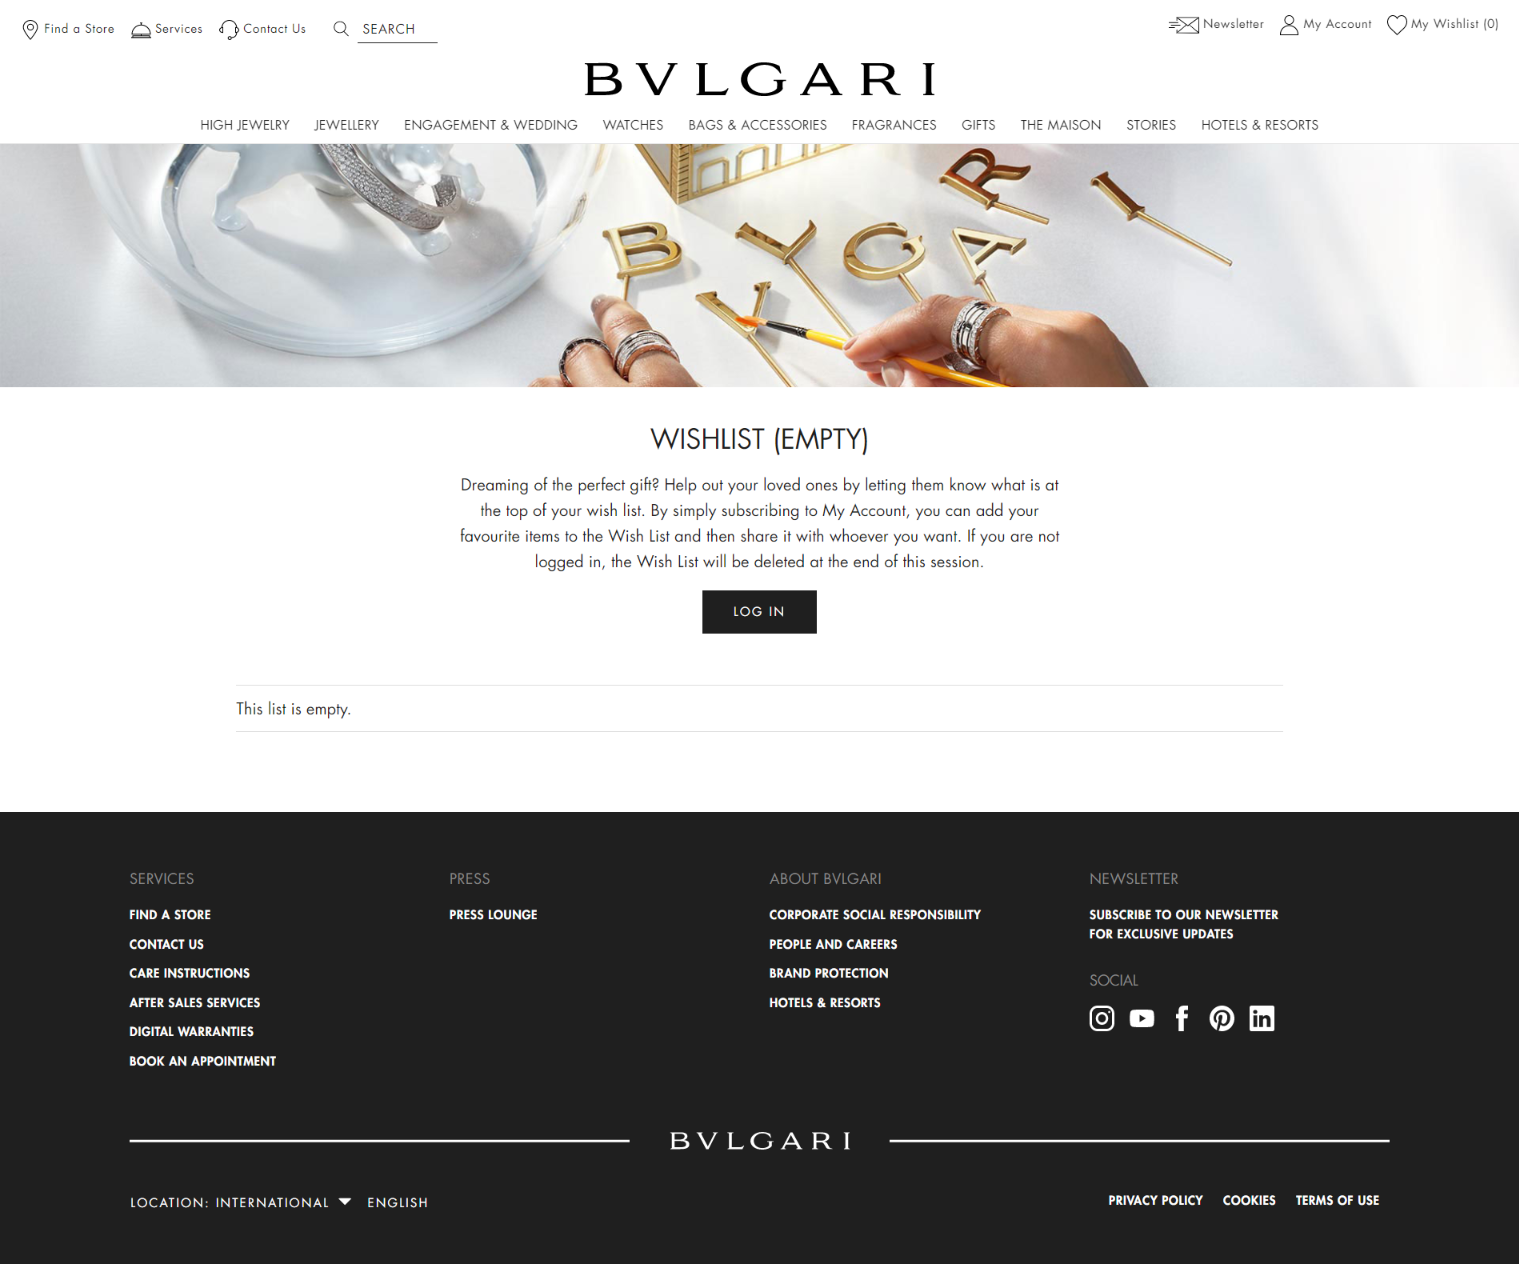 Find a Store Services Contact Us SEARCH Newsletter My Account My Wishlist (0)
BVLGARI
HIGH JEWELRY JEWELLERY ENGAGEMENT & WEDDING WATCHES BAGS & ACCESSORIES FRAGRANCES GIFTS THE MAISON STORIES HOTELS & RESORTS
BVLGARI
WISHLIST (EMPTY)
Dreaming of the perfect gift? Help out your loved ones by letting them know what is at
the top of your wish list. By simply subscribing to My Account, you can add your
favourite items to the Wish List and then share it with whoever you want. If you are not
logged in, the Wish List will be deleted at the end of this session.
LOG IN
This list is empty.
SERVICES
FIND A STORE
CONTACT US
CARE INSTRUCTIONS
AFTER SALES SERVICES
DIGITAL WARRANTIES
BOOK AN APPOINTMENT
PRESS
PRESS LOUNGE
ABOUT BVLGARI
CORPORATE SOCIAL RESPONSIBILITY
PEOPLE AND CAREERS
BRAND PROTECTION
HOTELS & RESORTS
NEWSLETTER
SUBSCRIBE TO OUR NEWSLETTER
FOR EXCLUSIVE UPDATES
SOCIAL
BVLGARI
LOCATION: INTERNATIONAL ENGLISH
PRIVACY POLICY COOKIES TERMS OF USE